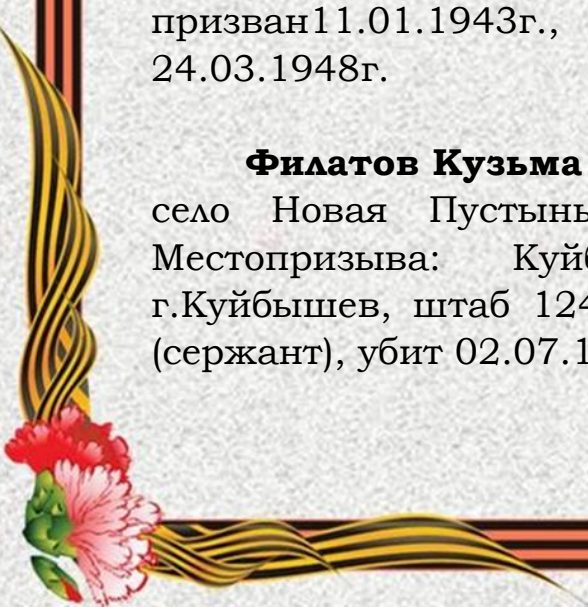 призван11.01.1943г.,
24.03.1948г.
Филатов Кузьма
село Новая Пустынь
Местопризыва:
г.Куйбышев, штаб 124
(сержант), убит 02.07.1